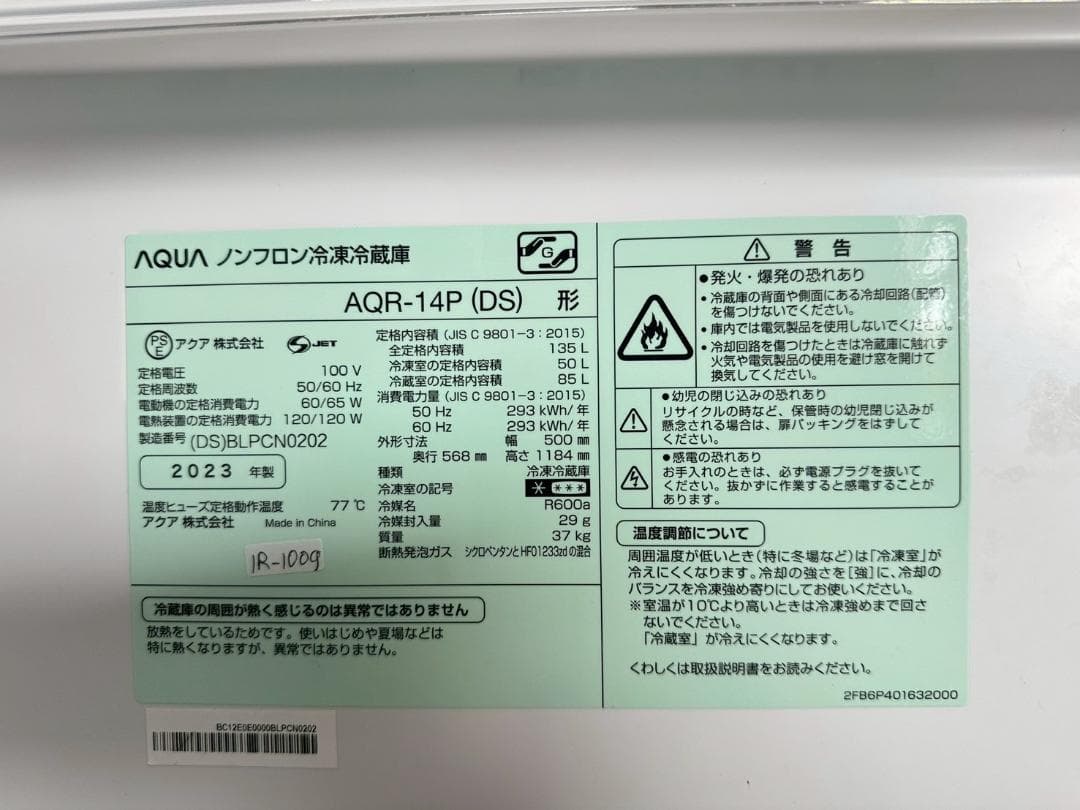 AQUA ノンフロン冷凍冷蔵庫
G
AQR-14P (DS) 形
PS E アクア 株式会社 S JET
定格電圧 100 V
定格周波数 50/60 Hz
電動機の定格消費電力 60/65 W
電熱装置の定格消費電力 120/120 W
製造番号 (DS)BLPCN0202
2023 年製
温度ヒューズ定格動作温度 77 ℃
アクア 株式会社 Made in China
1R-1009
定格内容積 (JIS C 9801-3 : 2015)
全定格内容積 135 L
冷凍室の定格内容積 50 L
冷蔵室の定格内容積 85 L
消費電力量 (JIS C 9801-3 : 2015)
50 Hz 293 kWh/年
60 Hz 293 kWh/年
外形寸法 幅 500 mm
奥行 568 mm 高さ 1184 mm
種類 冷凍冷蔵庫
冷凍室の記号 * ***
冷媒名 R600a
冷媒封入量 29 g
質量 37 kg
断熱発泡ガス シクロペンタンとHFO1233zdの混合
冷蔵庫の周囲が熱く感じるのは異常ではありません
放熱をしているためです。使いはじめや夏場などは
特に熱くなりますが、異常ではありません。
警 告
●発火・爆発の恐れあり
・冷蔵庫の背面や側面にある冷却回路(配管)
を傷つけないでください。
・庫内では電気製品を使用しないでください。
・冷却回路を傷つけたときは冷蔵庫に触れず
火気や電気製品の使用を避け窓を開けて
換気してください。
●幼児の閉じ込みの恐れあり
リサイクルの時など、保管時の幼児閉じ込みが
懸念される場合は、扉パッキングをはずして
ください。
●感電の恐れあり
お手入れのときは、必ず電源プラグを抜いて
ください。抜かずに作業すると感電することが
あります。
温度調節について
周囲温度が低いとき(特に冬場など)は「冷凍室」が
冷えにくくなります。冷却の強さを[強]に、冷却の
バランスを冷凍強め寄りにしてお使いください。
※室温が10℃より高いときは冷凍強めまで回さ
ないでください。
「冷蔵室」が冷えにくくなります。
くわしくは取扱説明書をお読みください。
2FB6P401632000
BC12E0E0000BLPCN0202